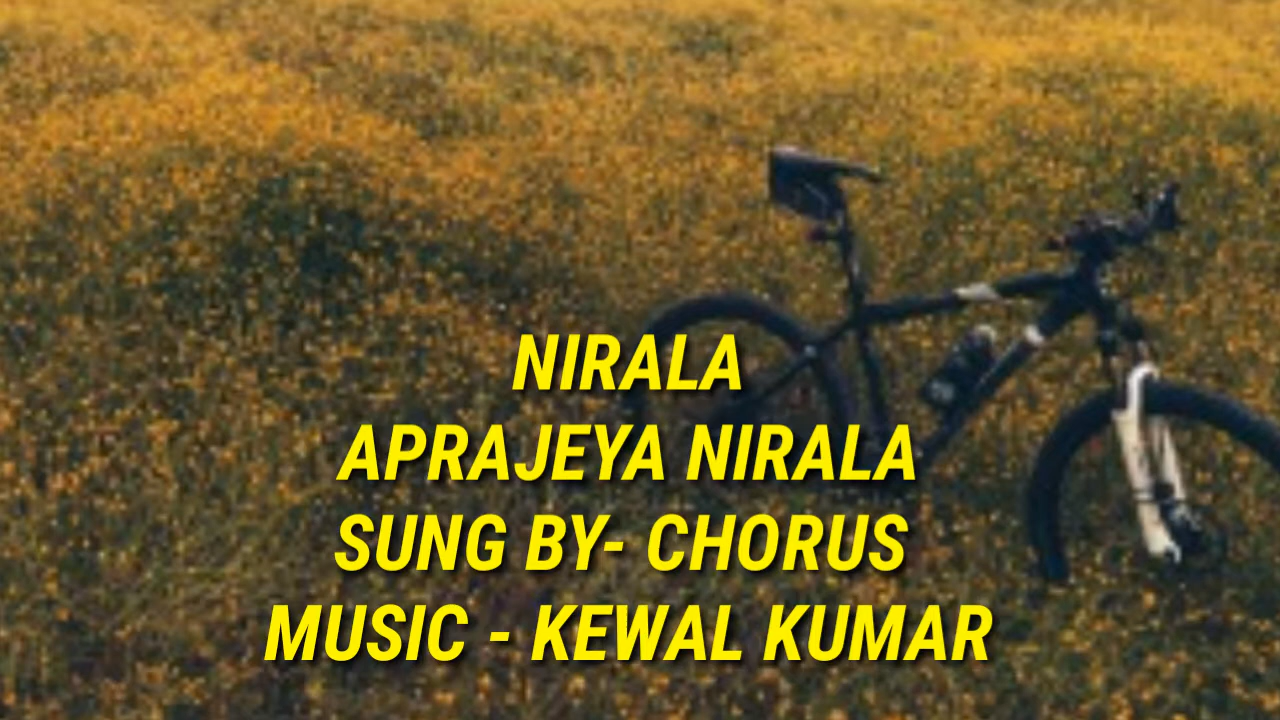 NIRALA
APRAJEYA NIRALA
SUNG BY- CHORUS
MUSIC - KEWAL KUMAR